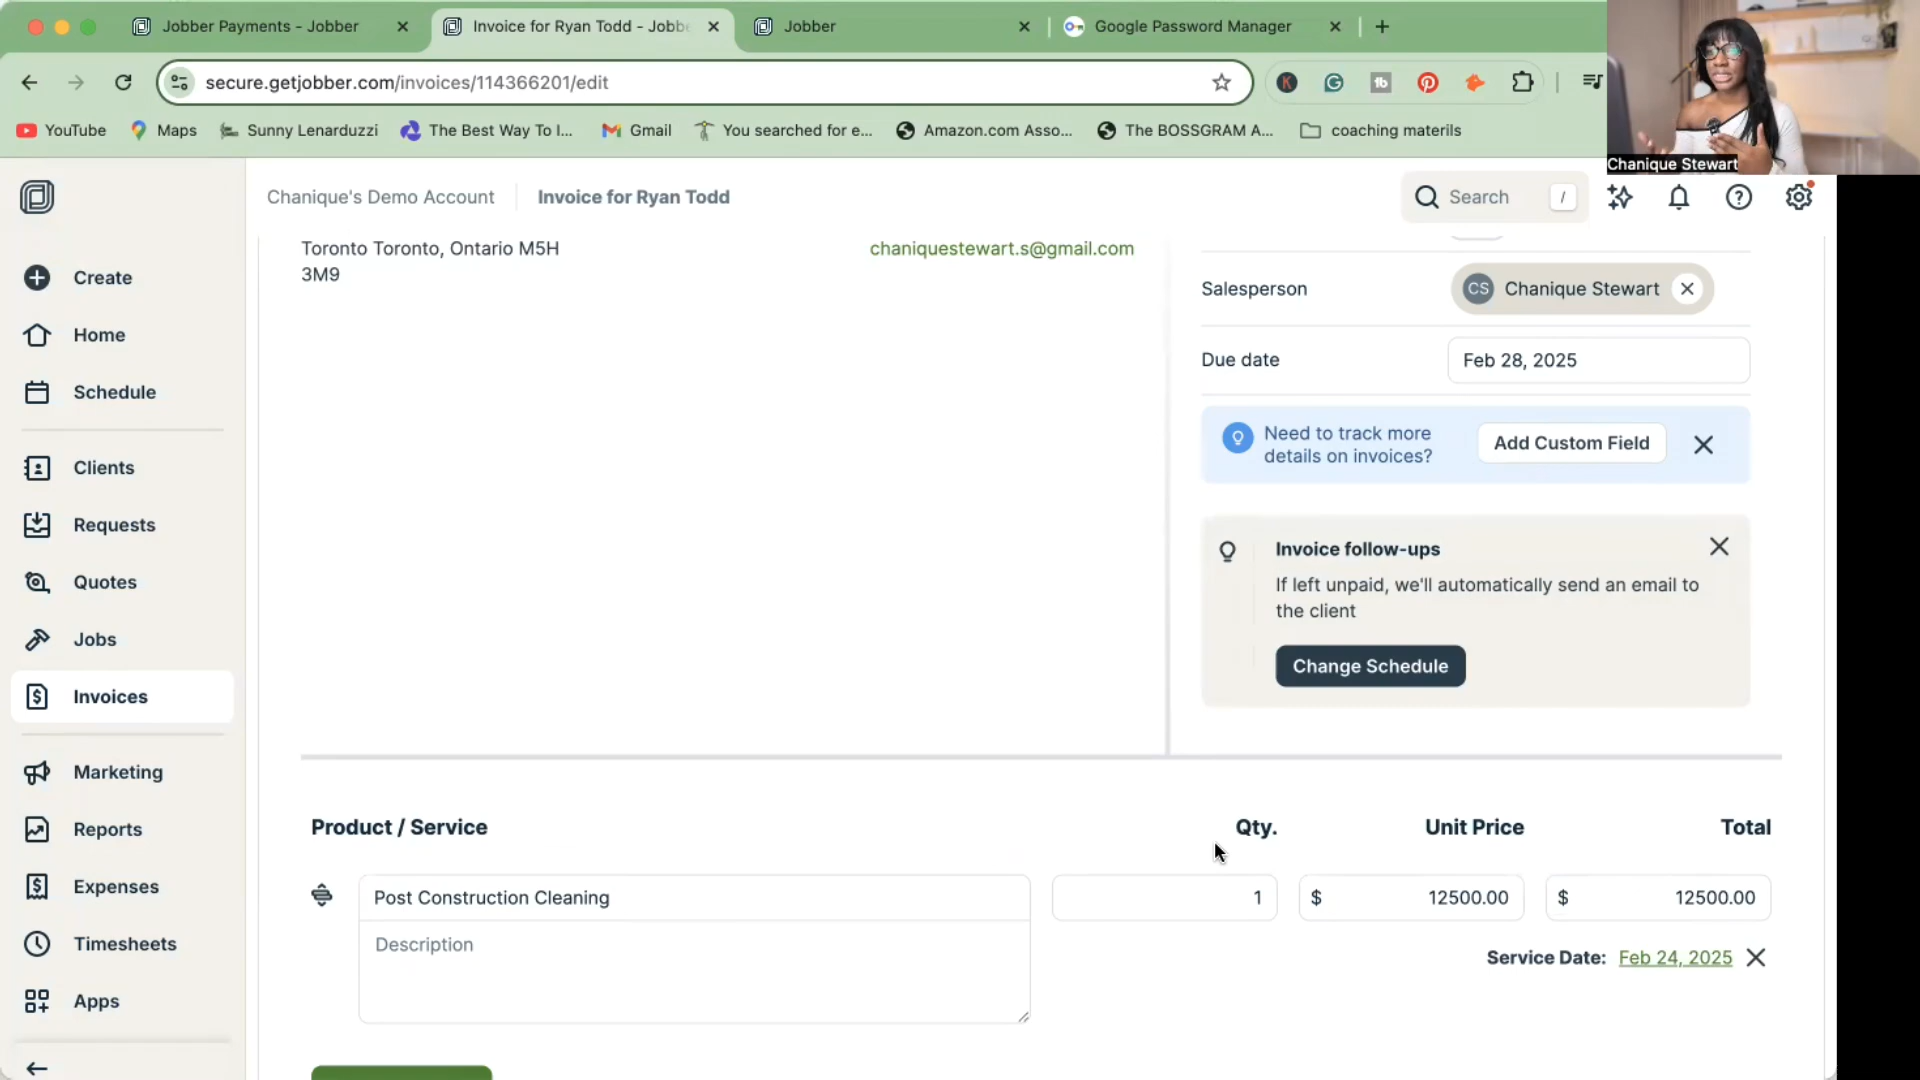 Jobber Payments - Jobber
Invoice for Ryan Todd - Jobb
Jobber
Google Password Manager
secure.getjobber.com/invoices/114366201/edit
YouTube
Maps
Sunny Lenarduzzi
The Best Way To I...
Gmail
You searched for e...
Amazon.com Asso...
The BOSSGRAM A...
coaching materils
Chanique Stewart
Chanique's Demo Account
Invoice for Ryan Todd
Search
/
Create
Home
Schedule
Clients
Requests
Quotes
Jobs
Invoices
Marketing
Reports
Expenses
Timesheets
Apps
Toronto Toronto, Ontario M5H
3M9
chaniquestewart.s@gmail.com
Salesperson
CS Chanique Stewart
Due date
Feb 28, 2025
Need to track more
details on invoices?
Add Custom Field
Invoice follow-ups
If left unpaid, we'll automatically send an email to
the client
Change Schedule
Product / Service
Qty.
Unit Price
Total
Post Construction Cleaning
1
$ 12500.00
$ 12500.00
Description
Service Date: Feb 24, 2025